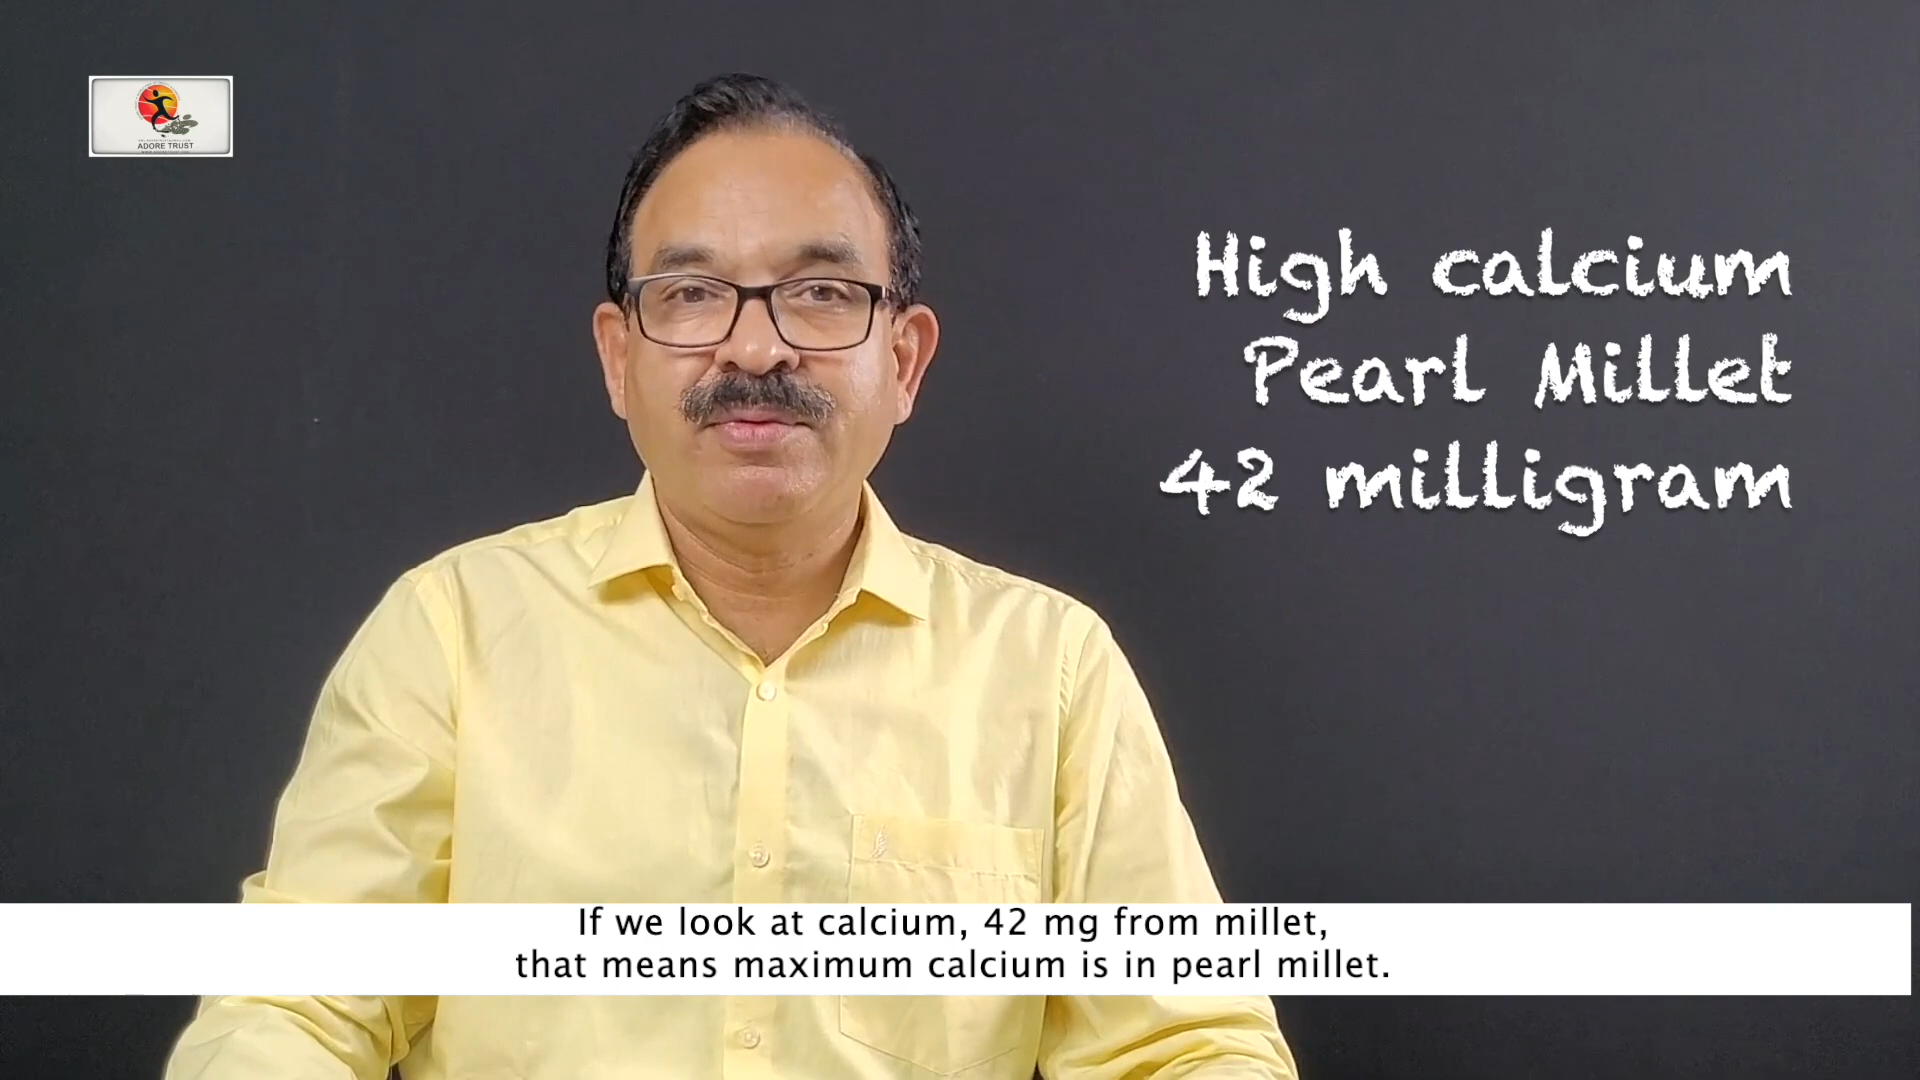 ADORE TRUST
High calcium
Pearl Millet
42 milligram
If we look at calcium, 42 mg from millet,
that means maximum calcium is in pearl millet.